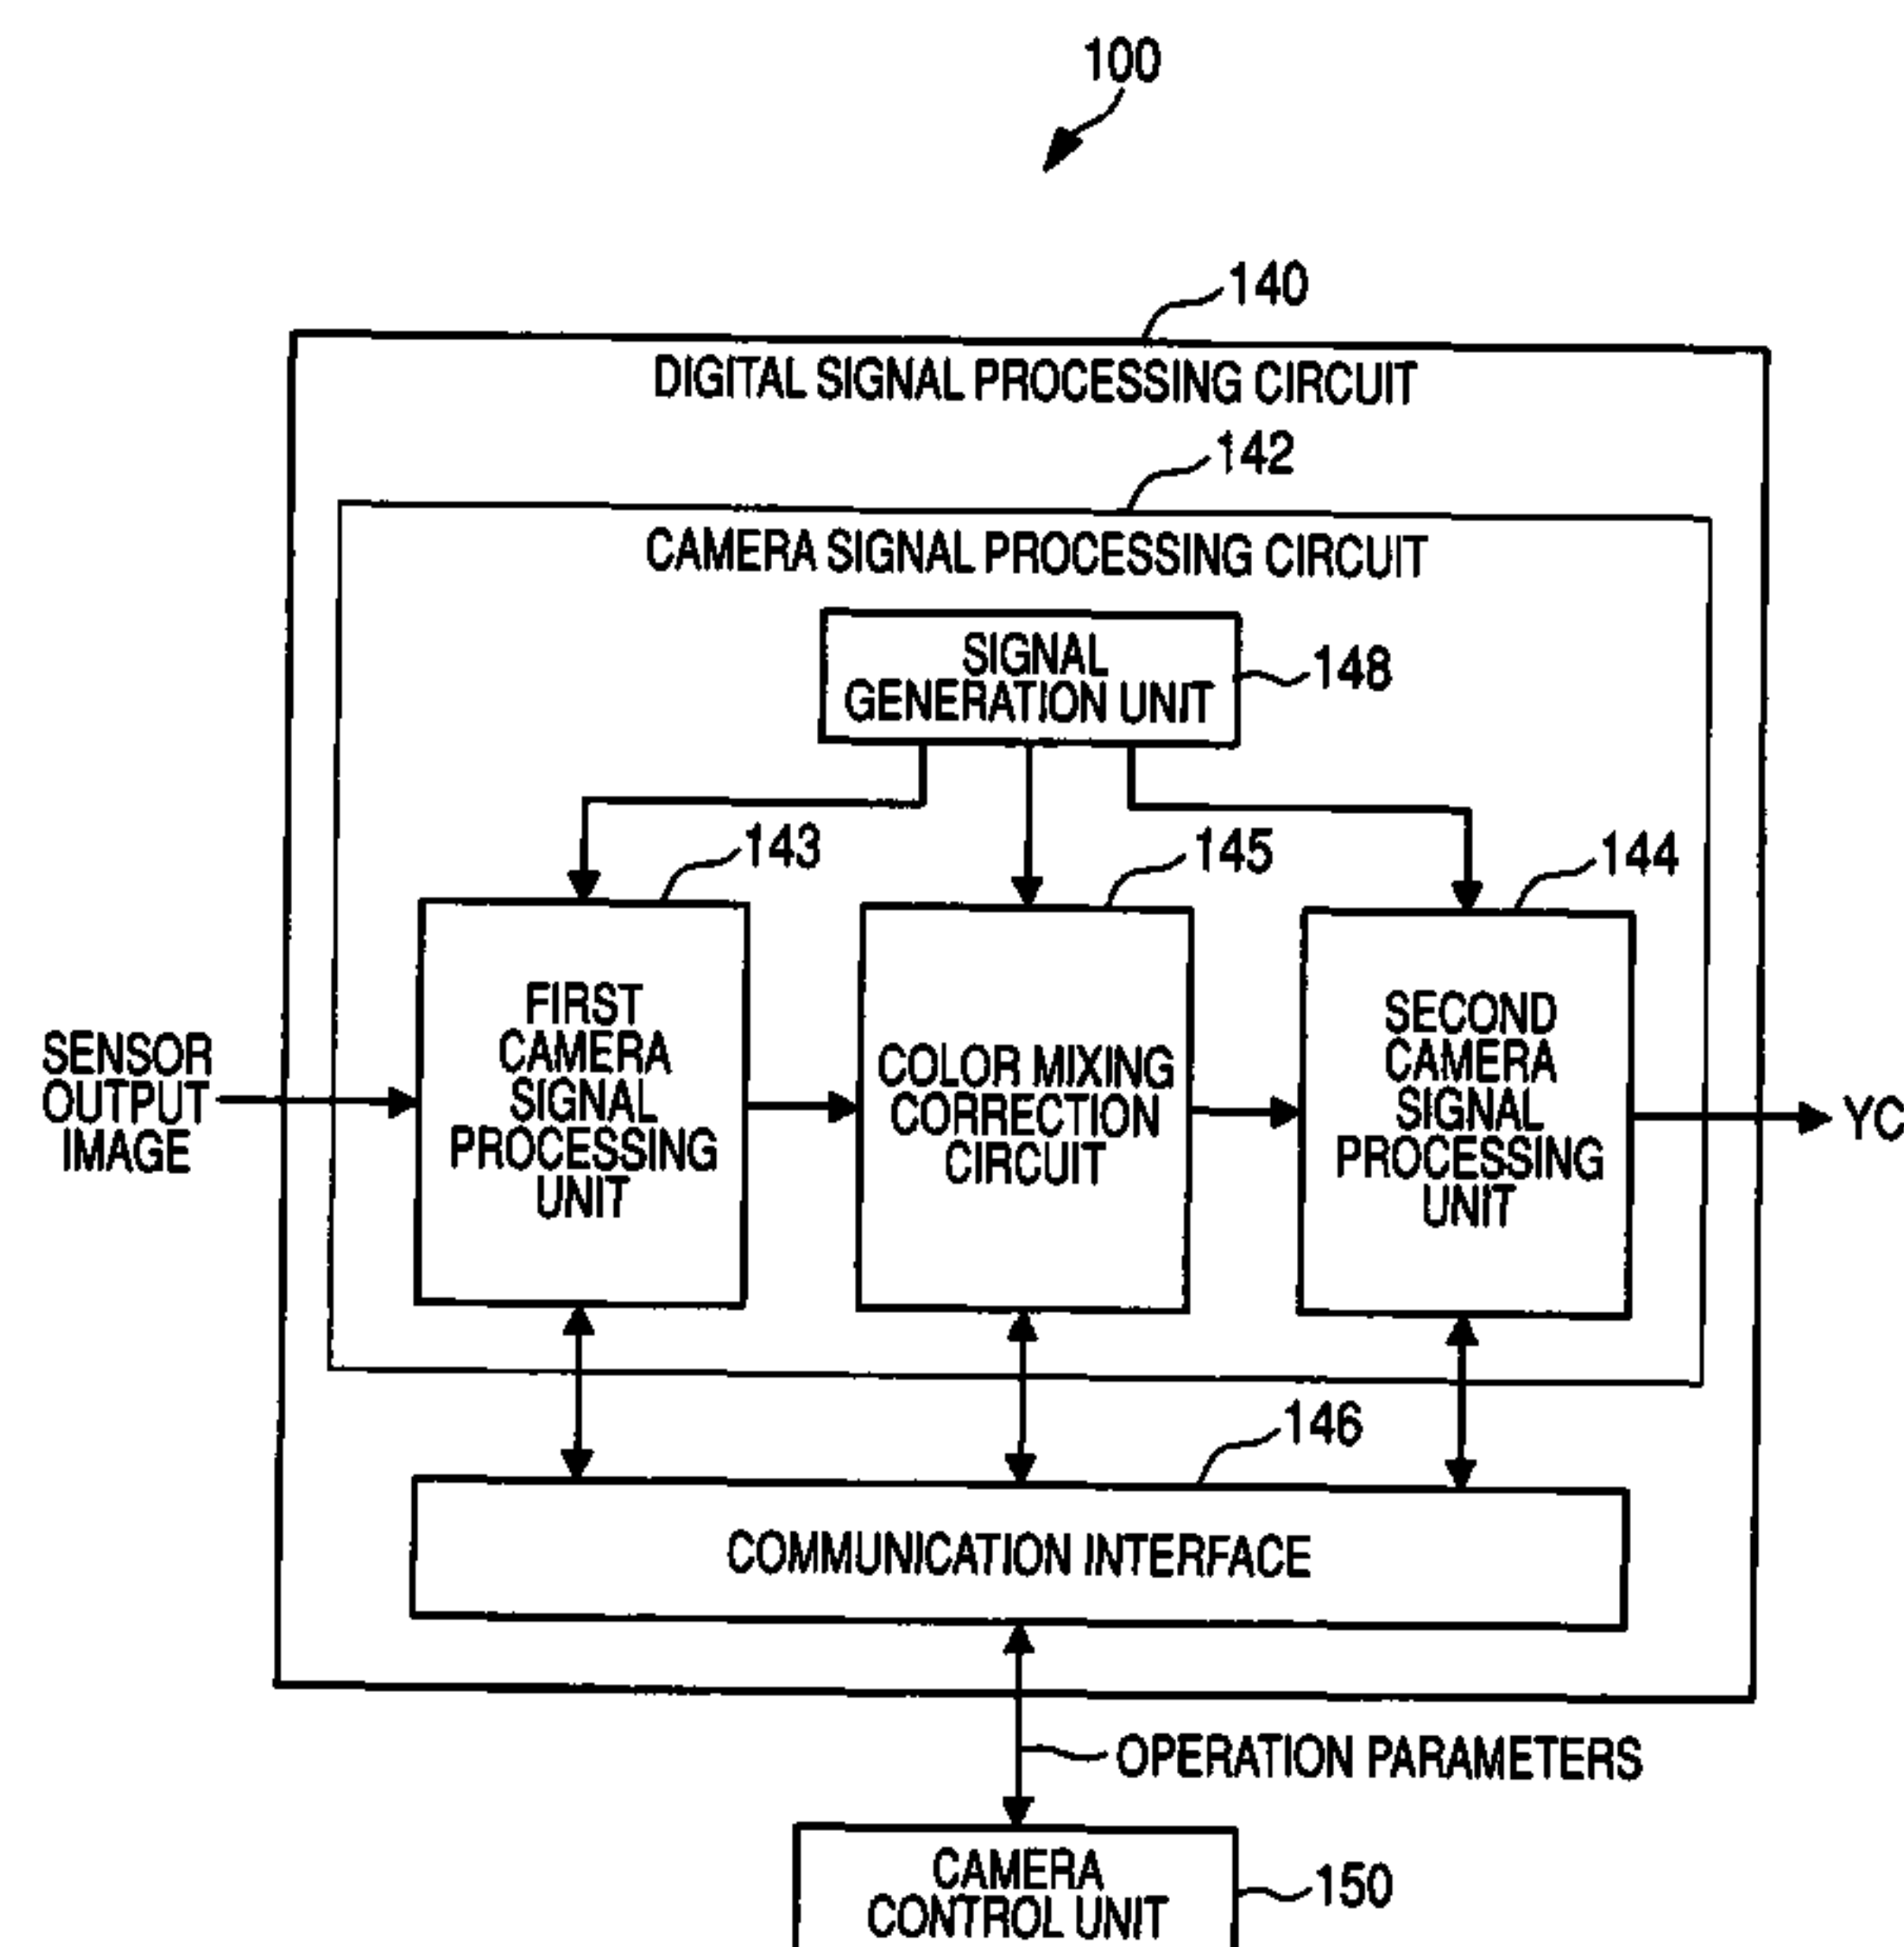 100
140
DIGITAL SIGNAL PROCESSING CIRCUIT
142
CAMERA SIGNAL PROCESSING CIRCUIT
SIGNAL
GENERATION UNIT
148
143
145
144
SENSOR
OUTPUT
IMAGE
FIRST
CAMERA
SIGNAL
PROCESSING
UNIT
COLOR MIXING
CORRECTION
CIRCUIT
SECOND
CAMERA
SIGNAL
PROCESSING
UNIT
YC
146
COMMUNICATION INTERFACE
OPERATION PARAMETERS
CAMERA
CONTROL UNIT
150